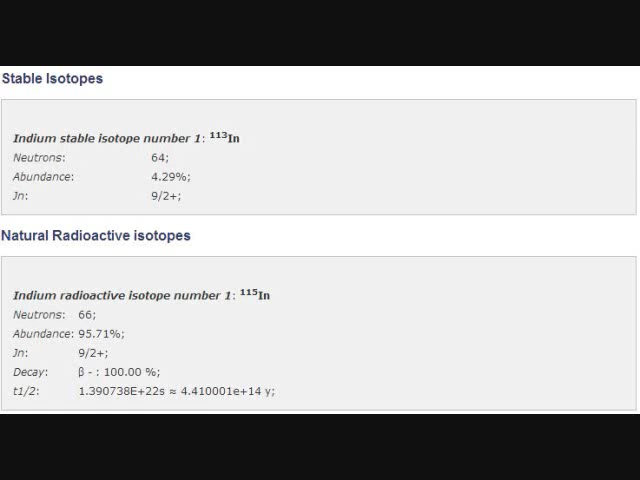 Stable Isotopes
Indium stable isotope number 1: ¹¹³In
Neutrons: 64;
Abundance: 4.29%;
Jn: 9/2+;
Natural Radioactive isotopes
Indium radioactive isotope number 1: ¹¹⁵In
Neutrons: 66;
Abundance: 95.71%;
Jn: 9/2+;
Decay: β - : 100.00 %;
t1/2: 1.390738E+22s ≈ 4.410001e+14 y;